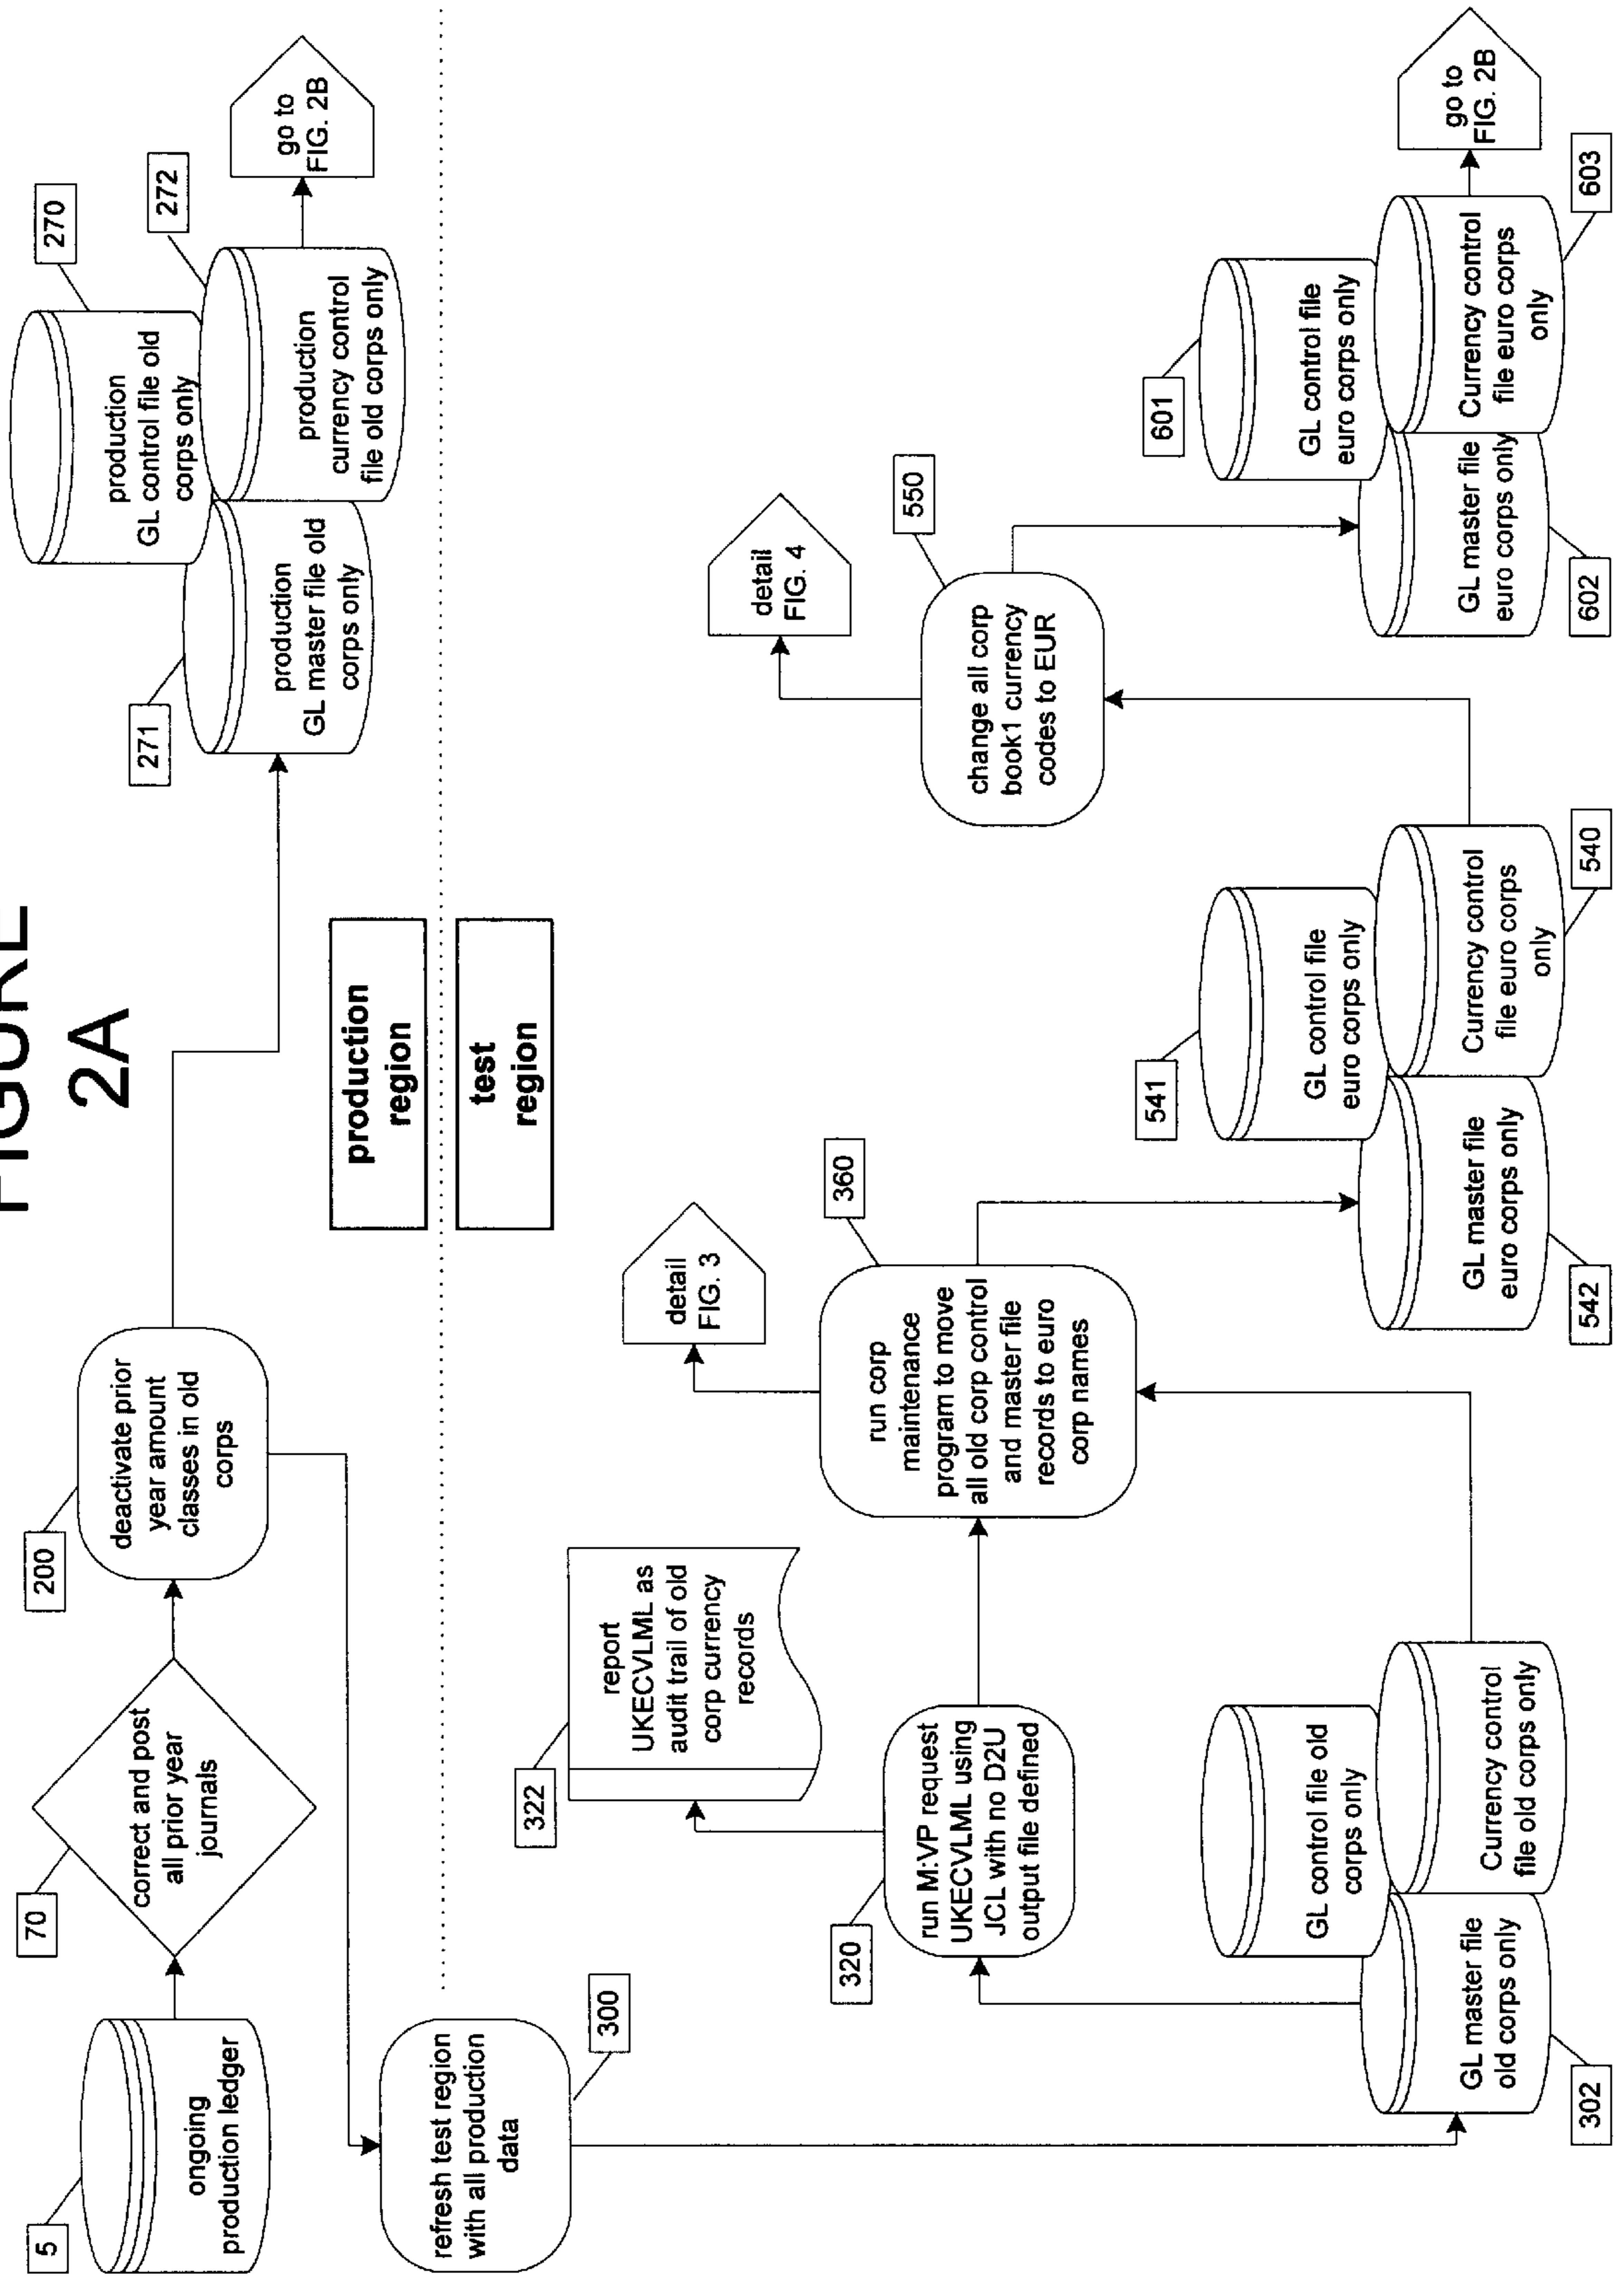 FIGURE
2A
5
ongoing
production ledger
70
correct and post
all prior year
journals
200
deactivate prior
year amount
classes in old
corps
271
production
GL master file old
corps only
270
production
GL control file old
corps only
272
production
currency control
file old corps only
go to
FIG. 2B
production
region
test
region
refresh test region
with all production
data
300
302
GL master file
old corps only
GL control file old
corps only
Currency control
file old corps only
320
run M:VP request
UKECVLML using
JCL with no D2U
output file defined
322
report
UKECVLML as
audit trail of old
corp currency
records
360
run corp
maintenance
program to move
all old corp control
and master file
records to euro
corp names
detail
FIG. 3
542
GL master file
euro corps only
541
GL control file
euro corps only
540
Currency control
file euro corps
only
550
change all corp
book1 currency
codes to EUR
detail
FIG. 4
602
GL master file
euro corps only
601
GL control file
euro corps only
603
Currency control
file euro corps
only
go to
FIG. 2B